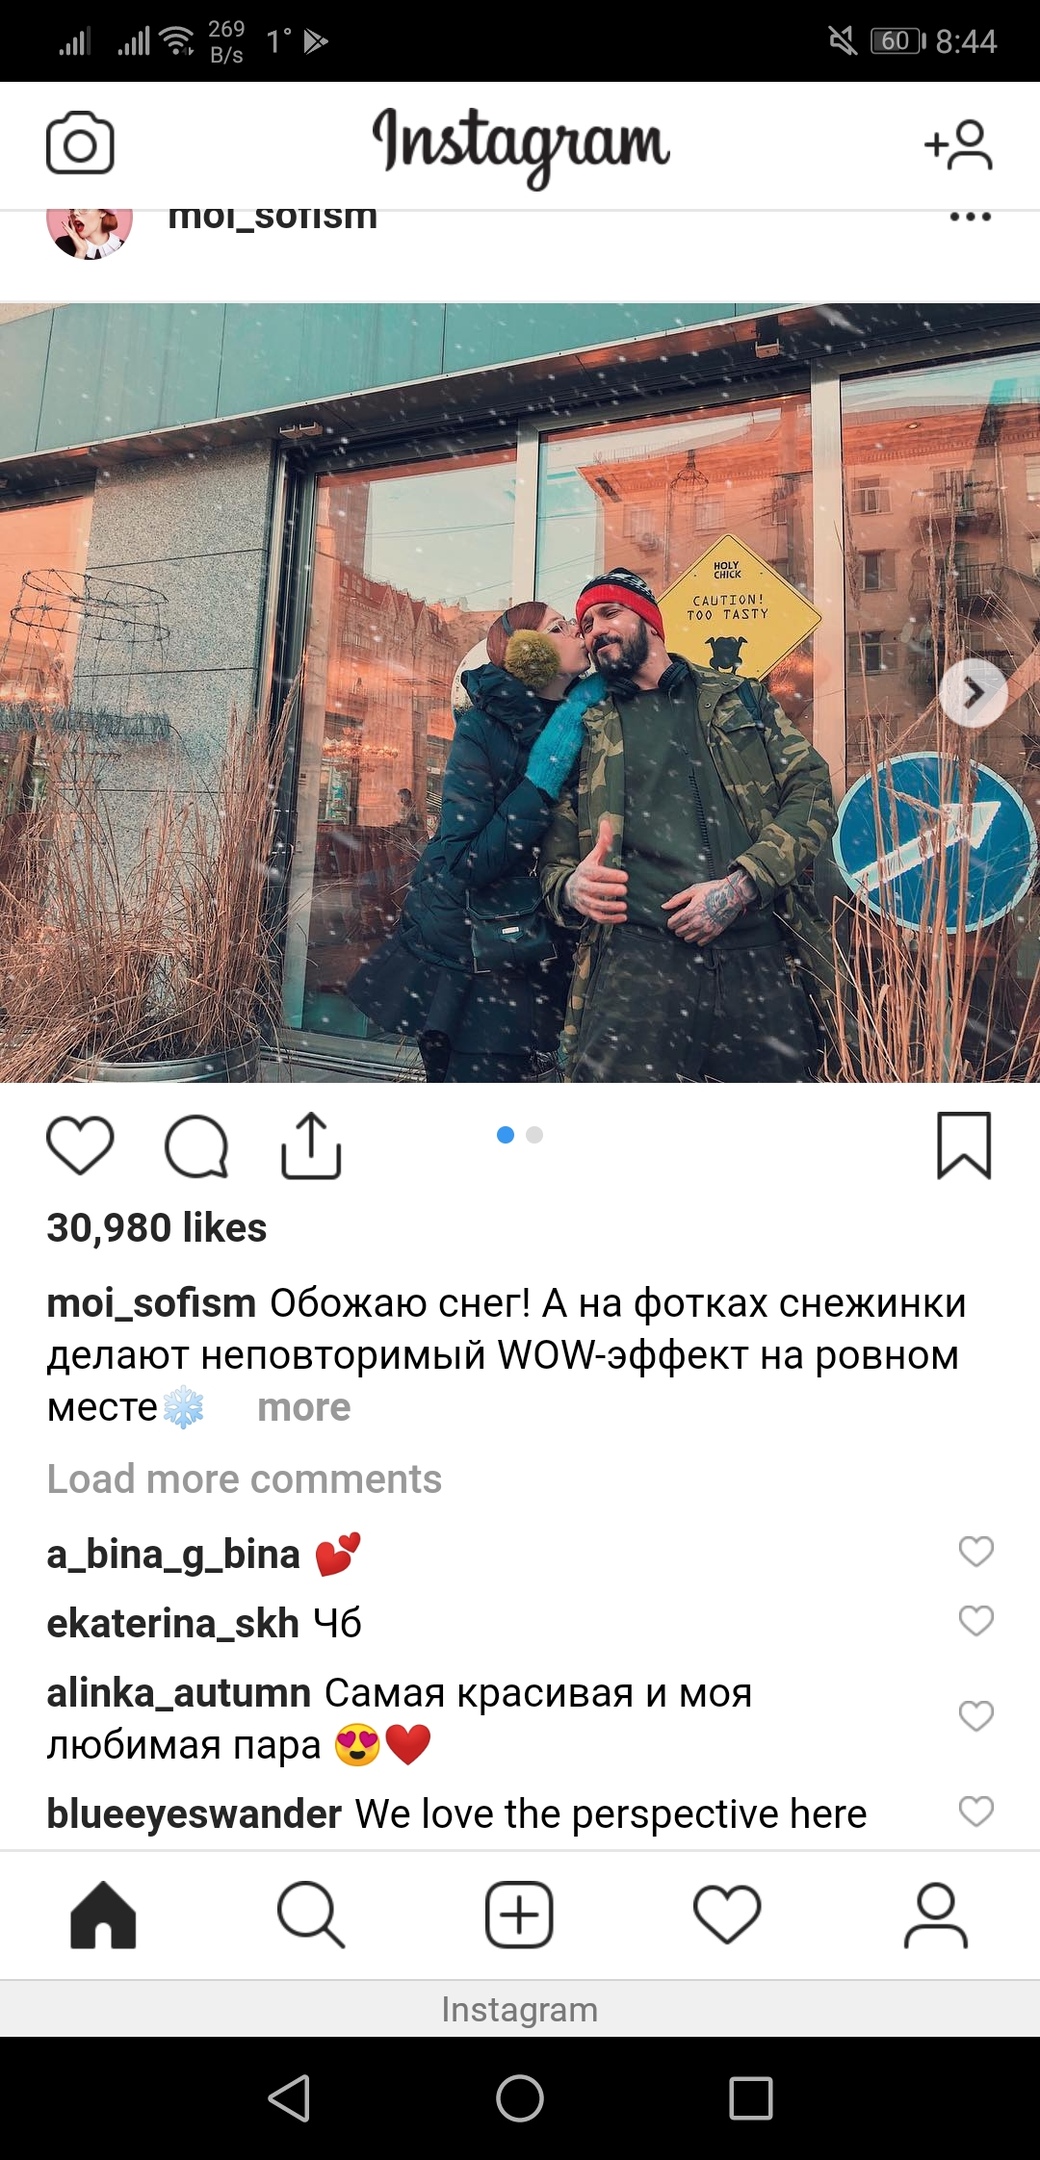 269
B/s
1°
60
8:44
Instagram
moi_sofism
HOLY
CHICK
CAUTION!
TOO TASTY
30,980 likes
moi_sofism Обожаю снег! А на фотках снежинки
делают неповторимый WOW-эффект на ровном
месте❄️ more
Load more comments
a_bina_g_bina 💕
ekaterina_skh Чб
alinka_autumn Самая красивая и моя
любимая пара 😍❤️
blueeyeswander We love the perspective here
Instagram